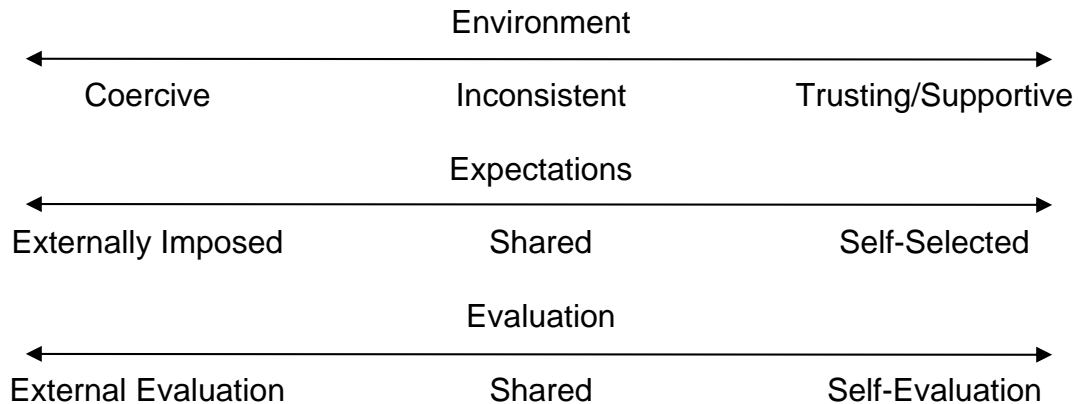 Environment
Coercive Inconsistent Trusting/Supportive
Expectations
Externally Imposed Shared Self-Selected
Evaluation
External Evaluation Shared Self-Evaluation